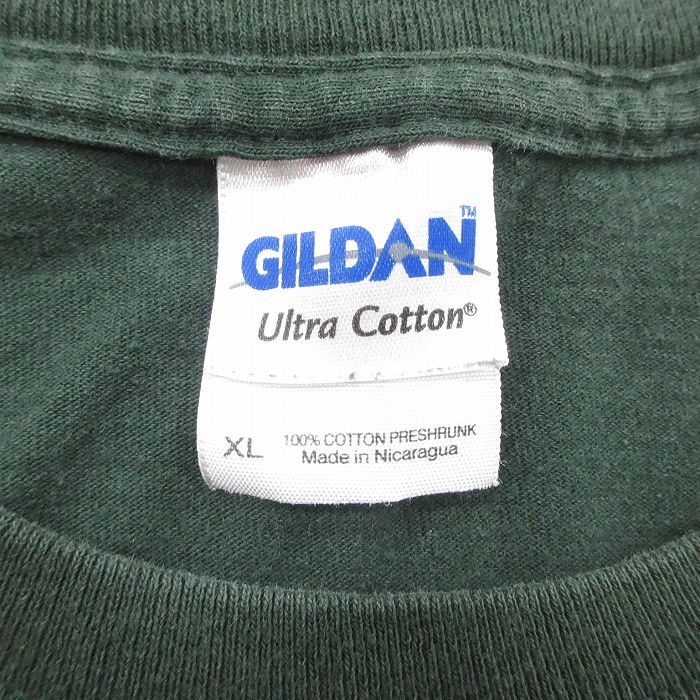 GILDAN™
Ultra Cotton®
XL 100% COTTON PRESHRUNK
Made in Nicaragua